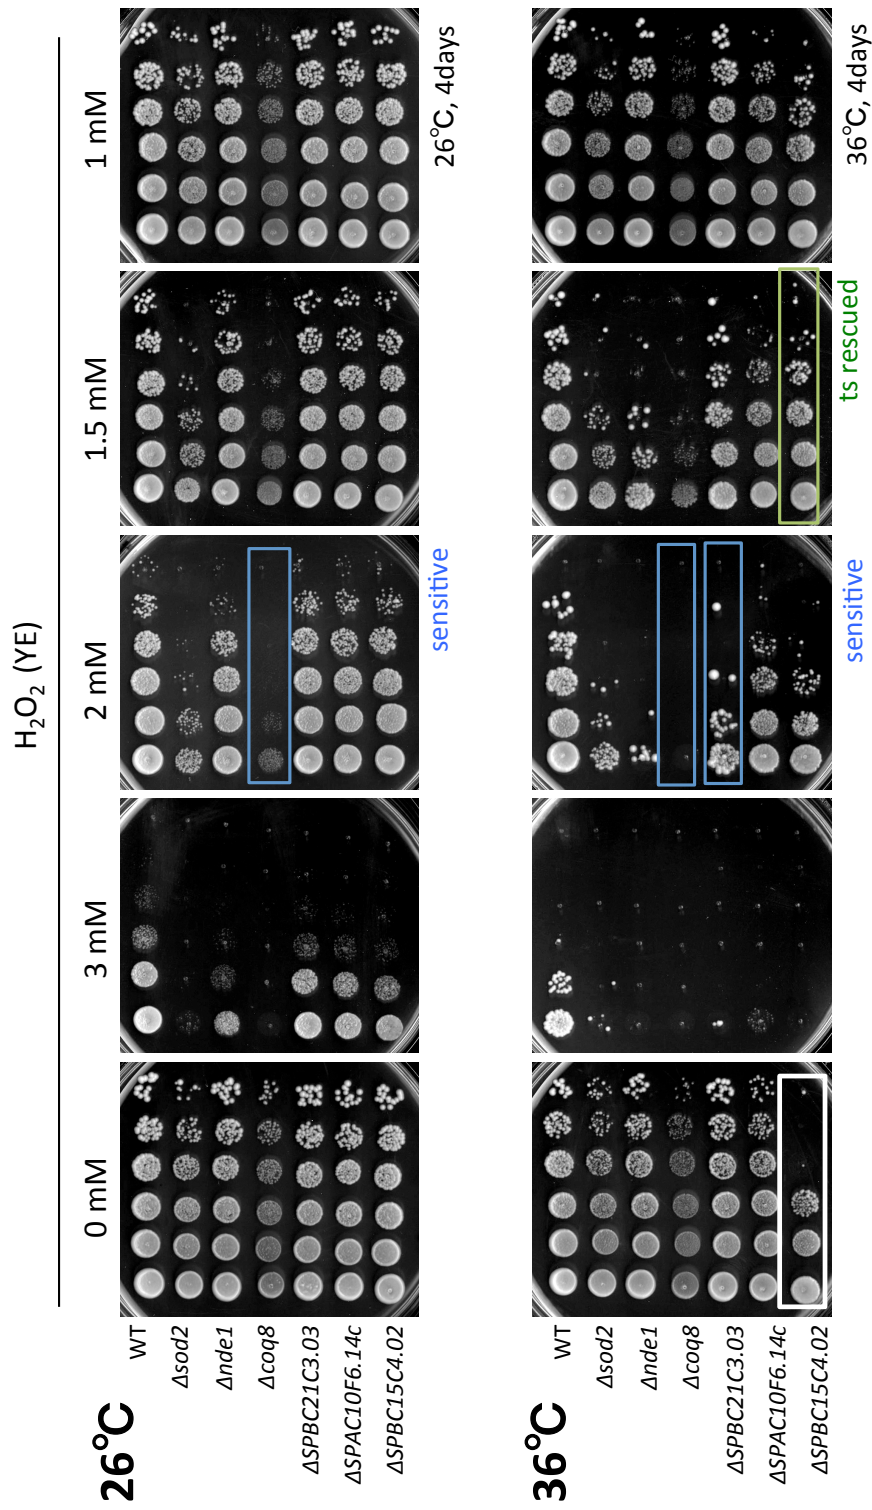 H₂O₂ (YE)
0 mM
3 mM
2 mM
1.5 mM
1 mM
26°C
WT
Δsod2
Δnde1
Δcoq8
ΔSPBC21C3.03
ΔSPAC10F6.14c
ΔSPBC15C4.02
sensitive
26°C, 4days
36°C
WT
Δsod2
Δnde1
Δcoq8
ΔSPBC21C3.03
ΔSPAC10F6.14c
ΔSPBC15C4.02
sensitive
ts rescued
36°C, 4days